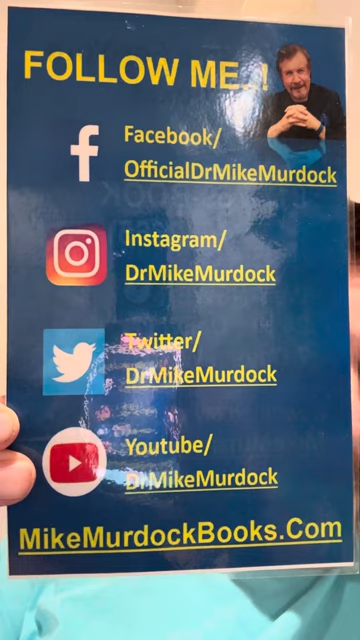 FOLLOW ME..!
Facebook/
OfficialDrMikeMurdock
Instagram/
DrMikeMurdock
Twitter/
DrMikeMurdock
Youtube/
DrMikeMurdock
MikeMurdockBooks.Com